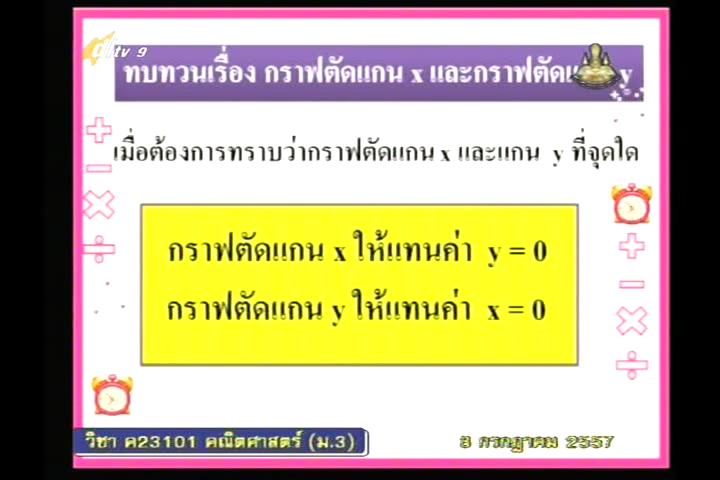 ทบทวนเรื่อง กราฟตัดแกน x และกราฟตัด y
เมื่อต้องการทราบว่ากราฟตัดแกน x และแกน y ที่จุดใด
กราฟตัดแกน x ให้แทนค่า y = 0
กราฟตัดแกน y ให้แทนค่า x = 0
วิชา ค23101 คณิตศาสตร์ (ม.3)
3 กรกฎาคม 2557